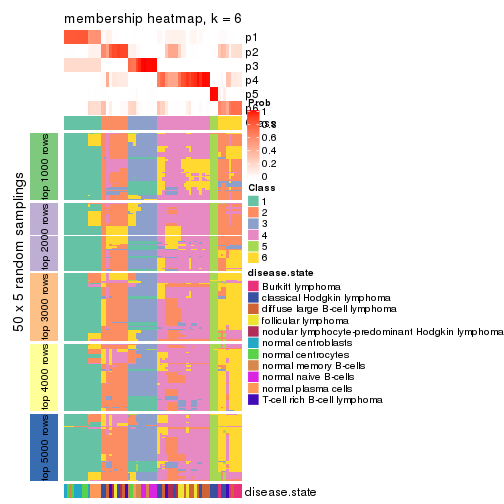 membership heatmap, k = 6
p1
p2
p3
p4
p5
p6
Prob
1
0.8
0.6
0.4
0.2
0
Class
1
2
3
4
5
6
disease.state
Burkitt lymphoma
classical Hodgkin lymphoma
diffuse large B-cell lymphoma
follicular lymphoma
nodular lymphocyte-predominant Hodgkin lymphoma
normal centroblasts
normal centrocytes
normal memory B-cells
normal naive B-cells
normal plasma cells
T-cell rich B-cell lymphoma
50 x 5 random samplings
top 1000 rows
top 2000 rows
top 3000 rows
top 4000 rows
top 5000 rows
disease.state